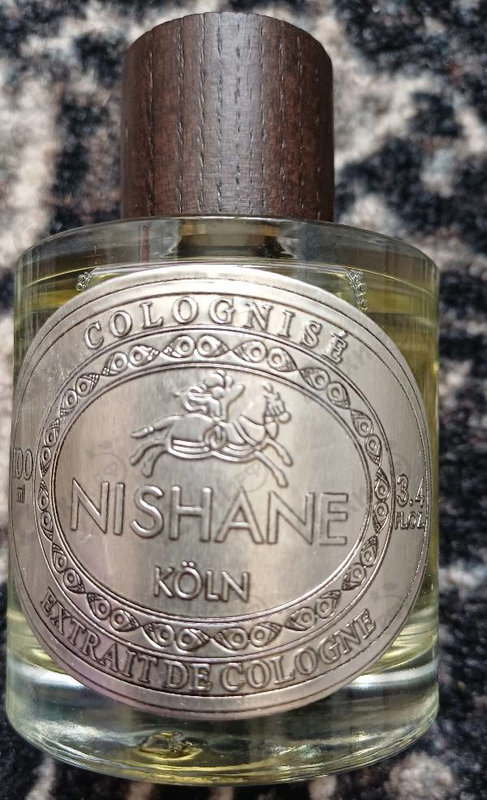 COLOGNISÉ
100
ml
NISHANE
3.4
FL.OZ.
KÖLN
EXTRAIT DE COLOGNE